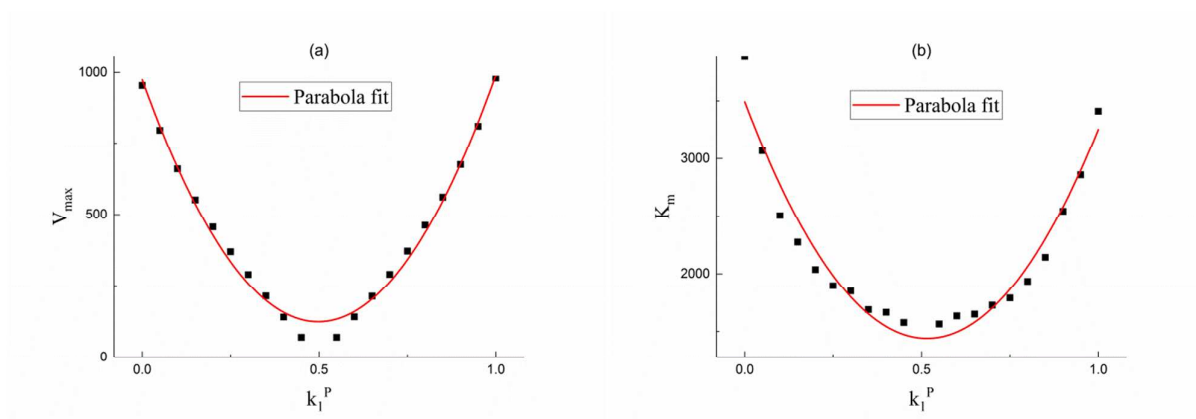 (a)
Parabola fit
1000
500
0
V_max
0.0 0.5 1.0
k_1^P
(b)
Parabola fit
3000
2000
K_m
0.0 0.5 1.0
k_1^P